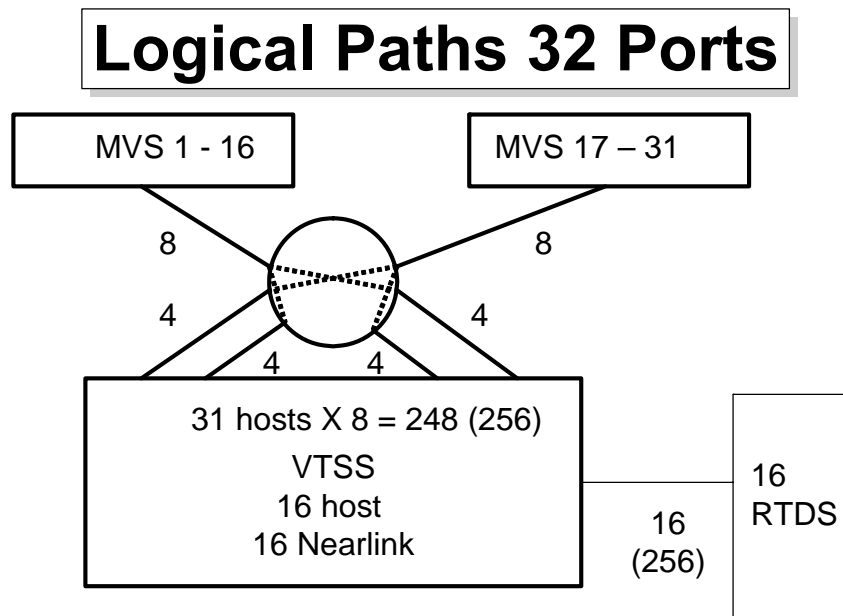 Logical Paths 32 Ports
MVS 1 - 16
MVS 17 – 31
8
8
4
4
4
4
31 hosts X 8 = 248 (256)
VTSS
16 host
16 Nearlink
16
(256)
16
RTDS